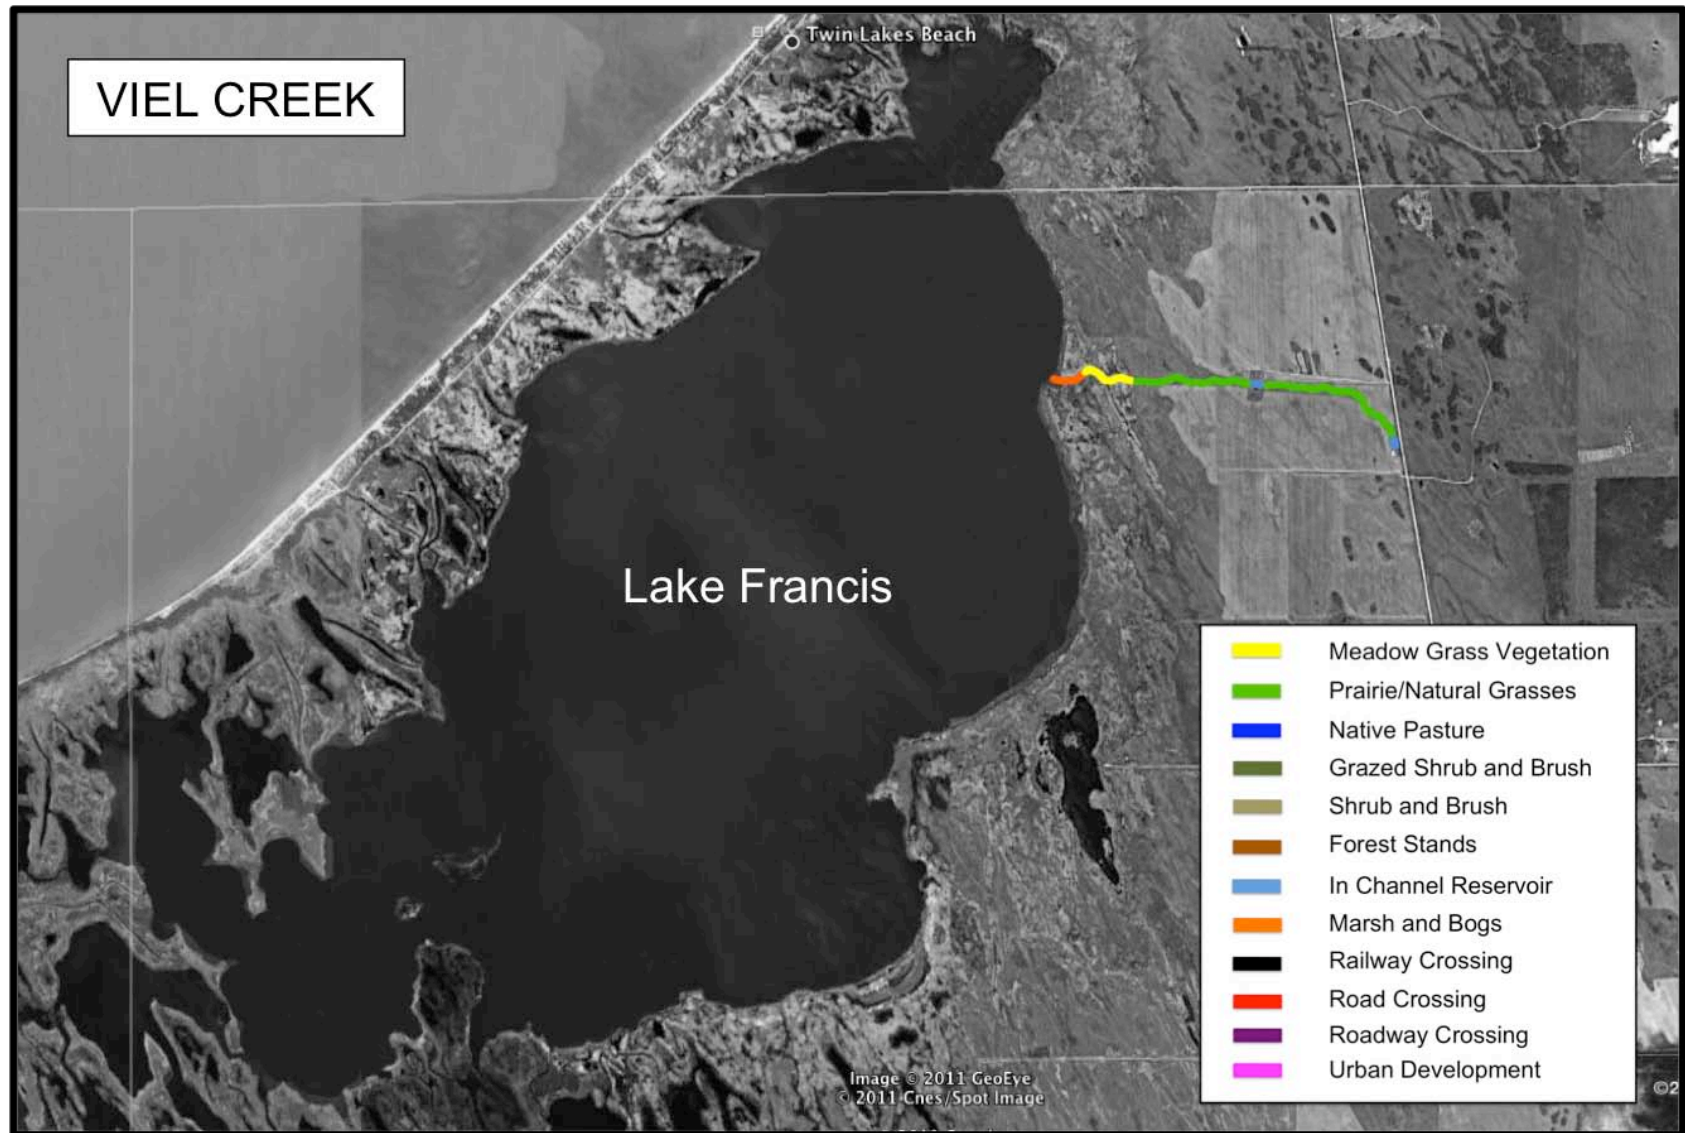 Twin Lakes Beach
VIEL CREEK
Lake Francis
Meadow Grass Vegetation
Prairie/Natural Grasses
Native Pasture
Grazed Shrub and Brush
Shrub and Brush
Forest Stands
In Channel Reservoir
Marsh and Bogs
Railway Crossing
Road Crossing
Roadway Crossing
Urban Development
Image © 2011 GeoEye
© 2011 Cnes/Spot Image
©2